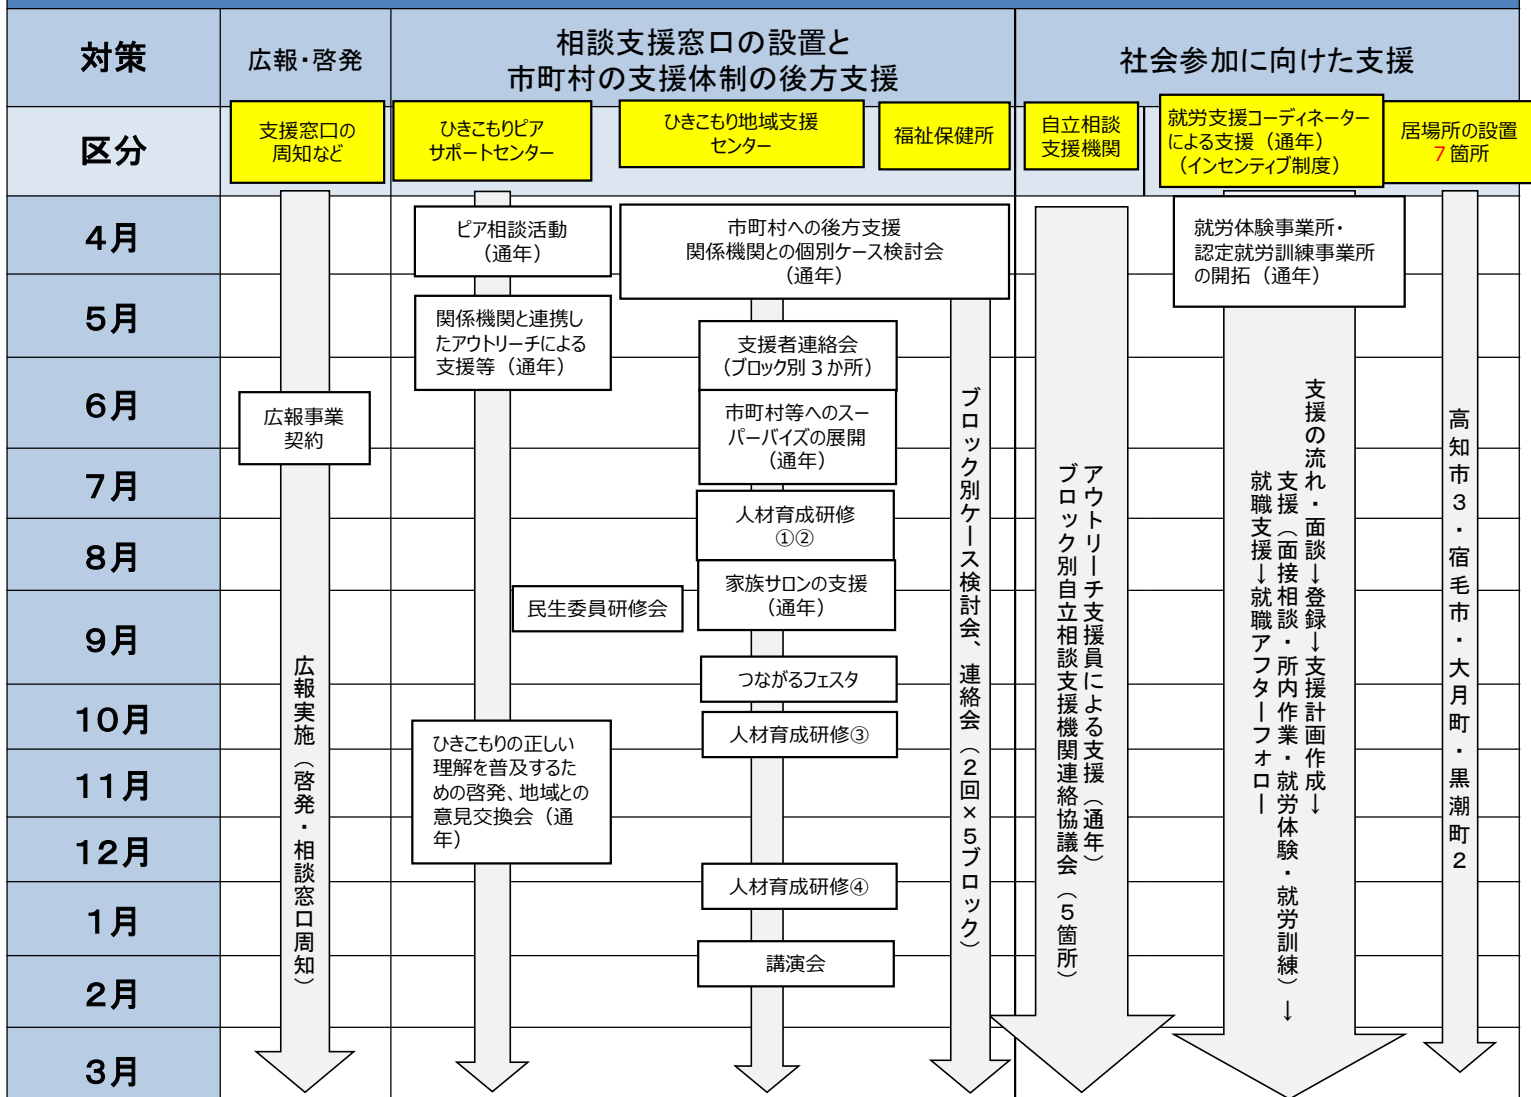 対策
広報・啓発
相談支援窓口の設置と
市町村の支援体制の後方支援
社会参加に向けた支援
区分
支援窓口の
周知など
ひきこもりピア
サポートセンター
ひきこもり地域支援
センター
福祉保健所
自立相談
支援機関
就労支援コーディネーター
による支援（通年）
（インセンティブ制度）
居場所の設置
７箇所
４月
５月
６月
７月
８月
９月
１０月
１１月
１２月
１月
２月
３月
広報事業
契約
広報実施（啓発・相談窓口周知）
ピア相談活動
（通年）
関係機関と連携し
たアウトリーチによる
支援等（通年）
民生委員研修会
ひきこもりの正しい
理解を普及するた
めの啓発、地域との
意見交換会（通
年）
市町村への後方支援
関係機関との個別ケース検討会
（通年）
支援者連絡会
（ブロック別３か所）
市町村等へのスー
パーバイズの展開
（通年）
人材育成研修
①②
家族サロンの支援
（通年）
つながるフェスタ
人材育成研修③
人材育成研修④
講演会
ブロック別ケース検討会、連絡会（２回×５ブロック）
アウトリーチ支援員による支援（通年）
ブロック別自立相談支援機関連絡協議会（５箇所）
就労体験事業所・
認定就労訓練事業所
の開拓（通年）
支援の流れ・面談→登録→支援計画作成→
支援（面接相談・所内作業・就労体験・就労訓練）→
就職支援→就職アフターフォロー
高知市３・宿毛市・大月町・黒潮町２